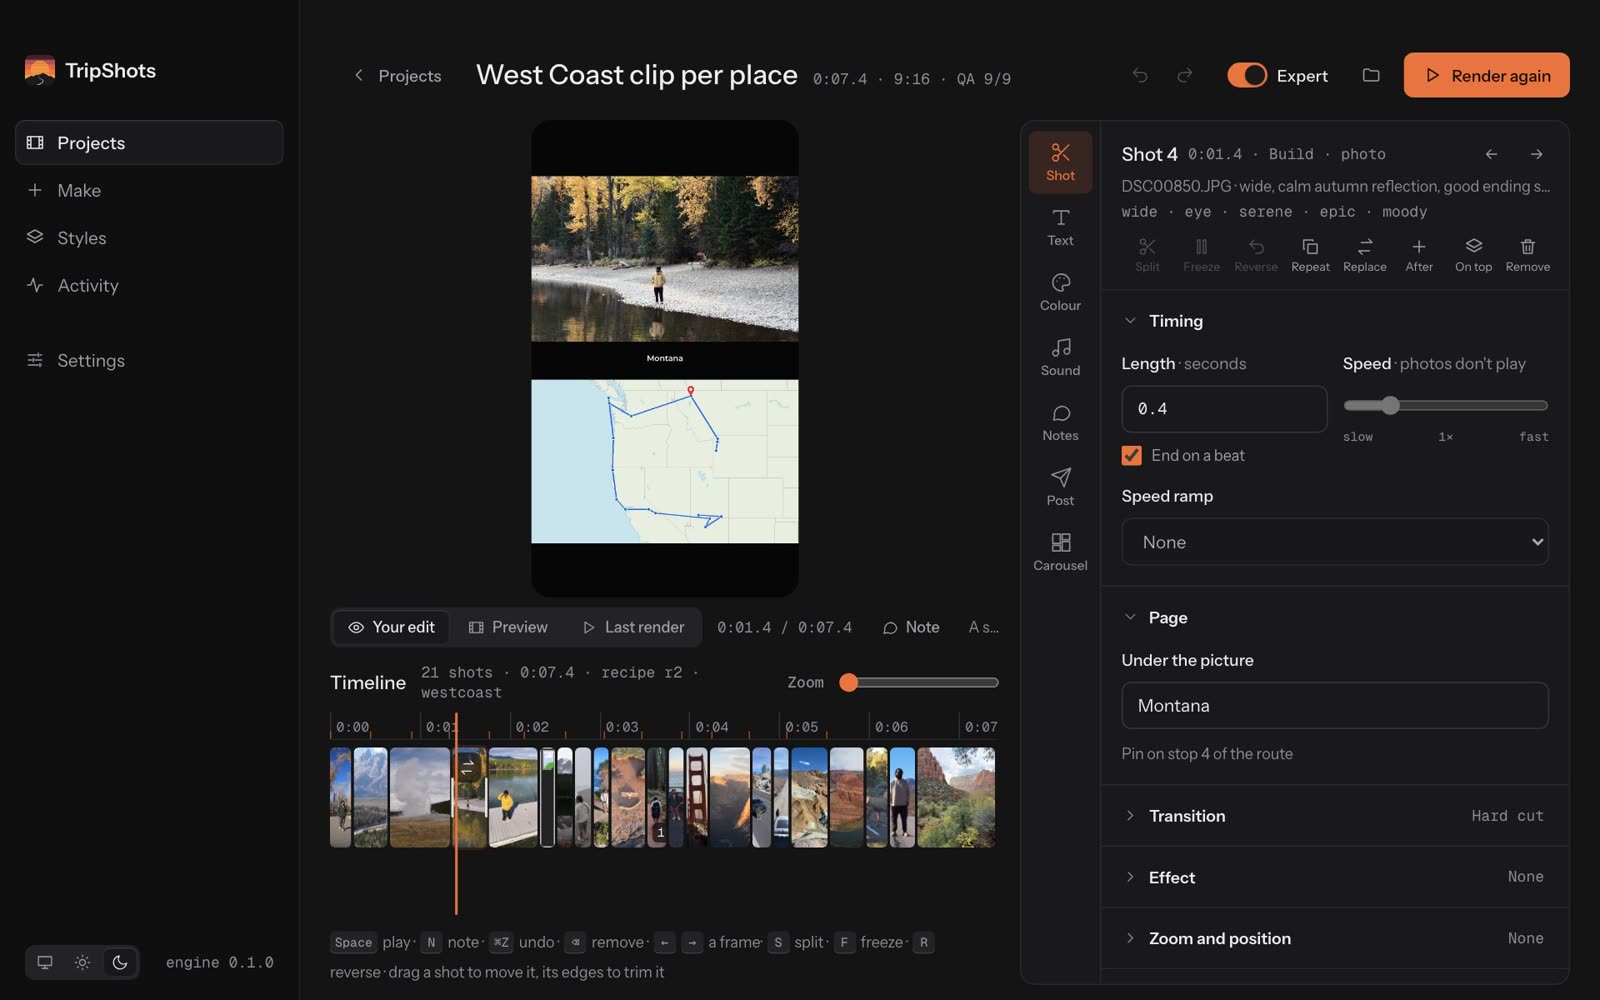 TripShots
Projects
Make
Styles
Activity
Settings
engine 0.1.0
Projects
West Coast clip per place
0:07.4 · 9:16 · QA 9/9
Expert
Render again
Montana
Your edit
Preview
Last render
0:01.4 / 0:07.4
Note
A s...
Timeline
21 shots · 0:07.4 · recipe r2 ·
westcoast
Zoom
0:00 0:01 0:02 0:03 0:04 0:05 0:06 0:07
1
Space play · N note · ⌘Z undo · ⌫ remove · ← → a frame · S split · F freeze · R
reverse · drag a shot to move it, its edges to trim it
Shot
Text
Colour
Sound
Notes
Post
Carousel
Shot 4 0:01.4 · Build · photo
DSC00850.JPG · wide, calm autumn reflection, good ending s...
wide · eye · serene · epic · moody
Split Freeze Reverse Repeat Replace After On top Remove
Timing
Length · seconds
0.4
End on a beat
Speed · photos don't play
slow 1× fast
Speed ramp
None
Page
Under the picture
Montana
Pin on stop 4 of the route
Transition Hard cut
Effect None
Zoom and position None